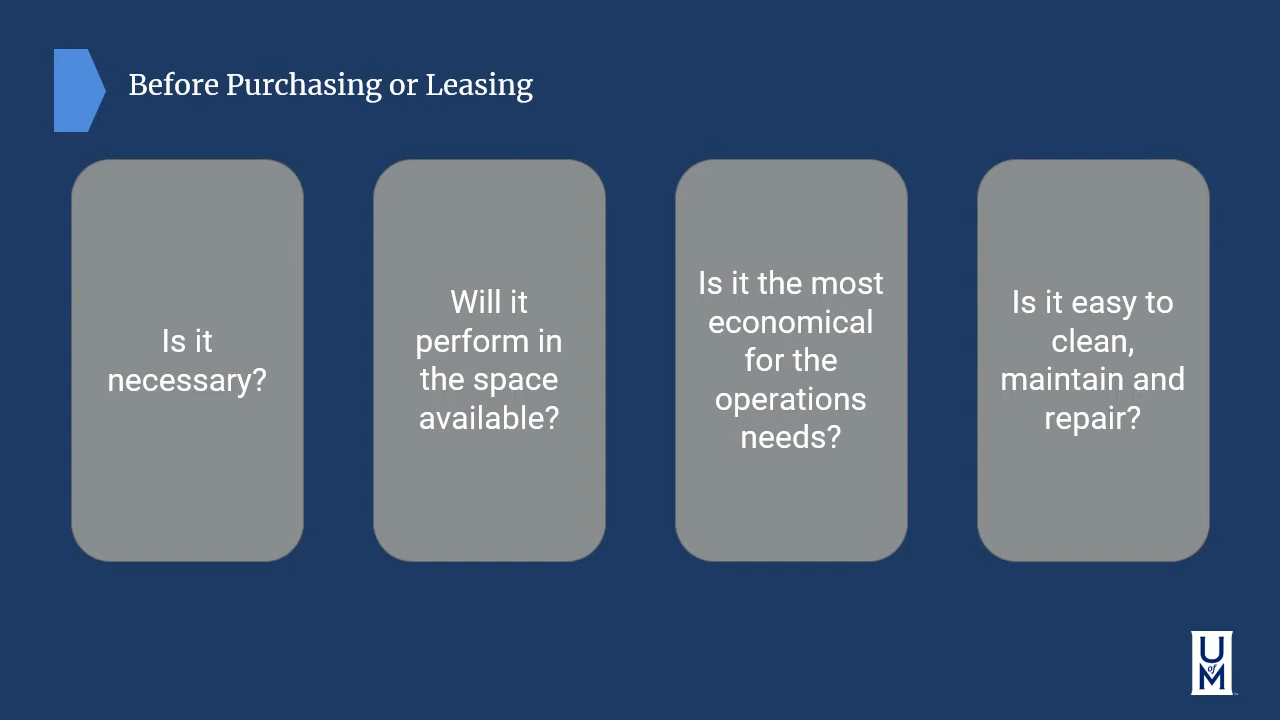 Before Purchasing or Leasing
Is it
necessary?
Will it
perform in
the space
available?
Is it the most
economical
for the
operations
needs?
Is it easy to
clean,
maintain and
repair?
U
of
M